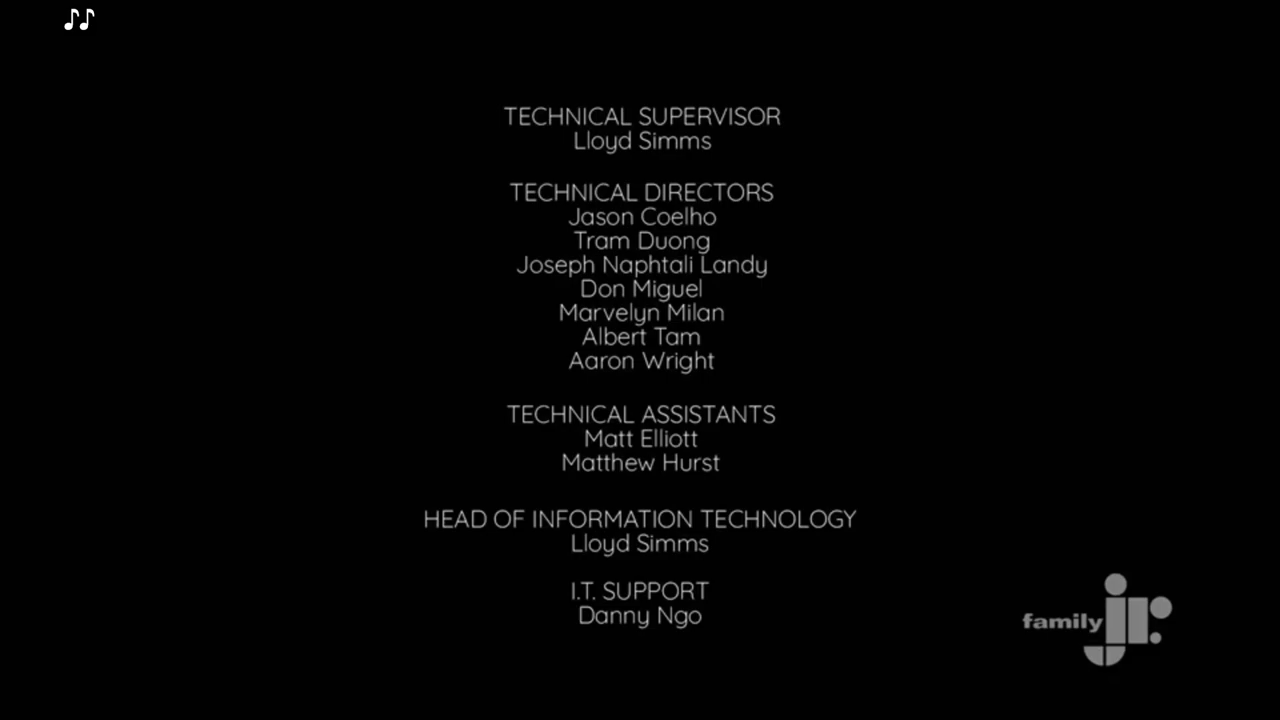 ♪♪
TECHNICAL SUPERVISOR
Lloyd Simms
TECHNICAL DIRECTORS
Jason Coelho
Tram Duong
Joseph Naphtali Landy
Don Miguel
Marvelyn Milan
Albert Tam
Aaron Wright
TECHNICAL ASSISTANTS
Matt Elliott
Matthew Hurst
HEAD OF INFORMATION TECHNOLOGY
Lloyd Simms
I.T. SUPPORT
Danny Ngo
family jr.